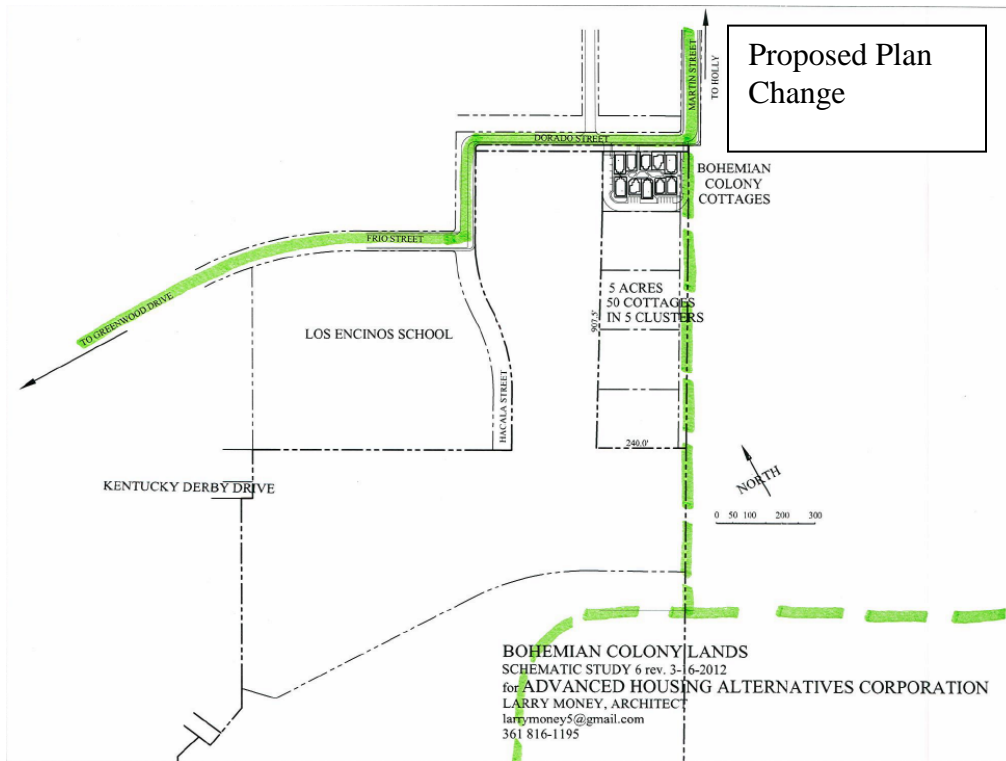 Proposed Plan
Change
MARTIN STREET
TO HOLLY
DORADO STREET
BOHEMIAN
COLONY
COTTAGES
FRIO STREET
TO GREENWOOD DRIVE
5 ACRES
50 COTTAGES
IN 5 CLUSTERS
907.5'
LOS ENCINOS SCHOOL
HACALA STREET
240.0'
KENTUCKY DERBY DRIVE
NORTH
0 50 100 200 300
BOHEMIAN COLONY LANDS
SCHEMATIC STUDY 6 rev. 3-16-2012
for ADVANCED HOUSING ALTERNATIVES CORPORATION
LARRY MONEY, ARCHITECT
larrymoney5@gmail.com
361 816-1195